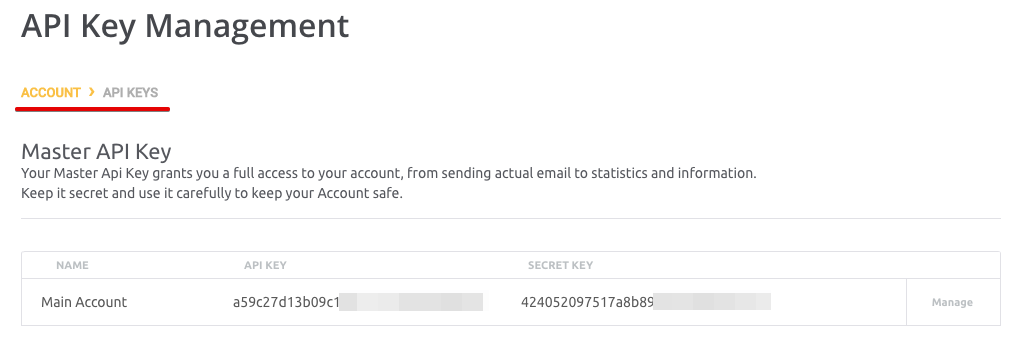 API Key Management
ACCOUNT › API KEYS
Master API Key
Your Master Api Key grants you a full access to your account, from sending actual email to statistics and information.
Keep it secret and use it carefully to keep your Account safe.
NAME API KEY SECRET KEY
Main Account a59c27d13b09c1 424052097517a8b89 Manage